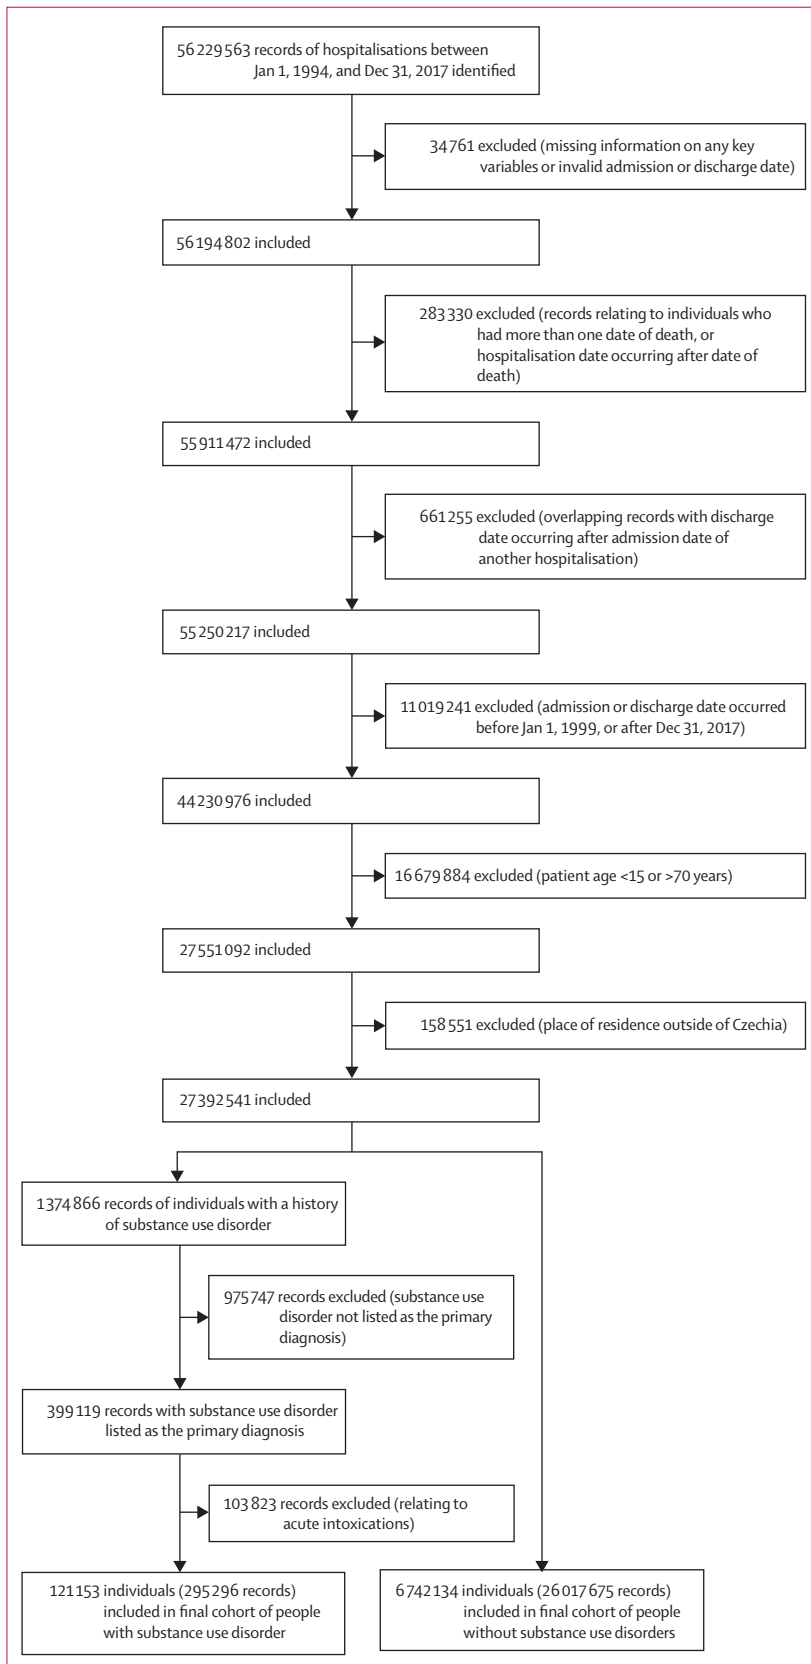 56 229 563 records of hospitalisations between
Jan 1, 1994, and Dec 31, 2017 identified
34 761 excluded (missing information on any key
variables or invalid admission or discharge date)
56 194 802 included
283 330 excluded (records relating to individuals who
had more than one date of death, or
hospitalisation date occurring after date of
death)
55 911 472 included
661 255 excluded (overlapping records with discharge
date occurring after admission date of
another hospitalisation)
55 250 217 included
11 019 241 excluded (admission or discharge date occurred
before Jan 1, 1999, or after Dec 31, 2017)
44 230 976 included
16 679 884 excluded (patient age <15 or >70 years)
27 551 092 included
158 551 excluded (place of residence outside of Czechia)
27 392 541 included
1 374 866 records of individuals with a history
of substance use disorder
975 747 records excluded (substance use
disorder not listed as the primary
diagnosis)
399 119 records with substance use disorder
listed as the primary diagnosis
103 823 records excluded (relating to
acute intoxications)
121 153 individuals (295 296 records)
included in final cohort of people
with substance use disorder
6 742 134 individuals (26 017 675 records)
included in final cohort of people
without substance use disorders